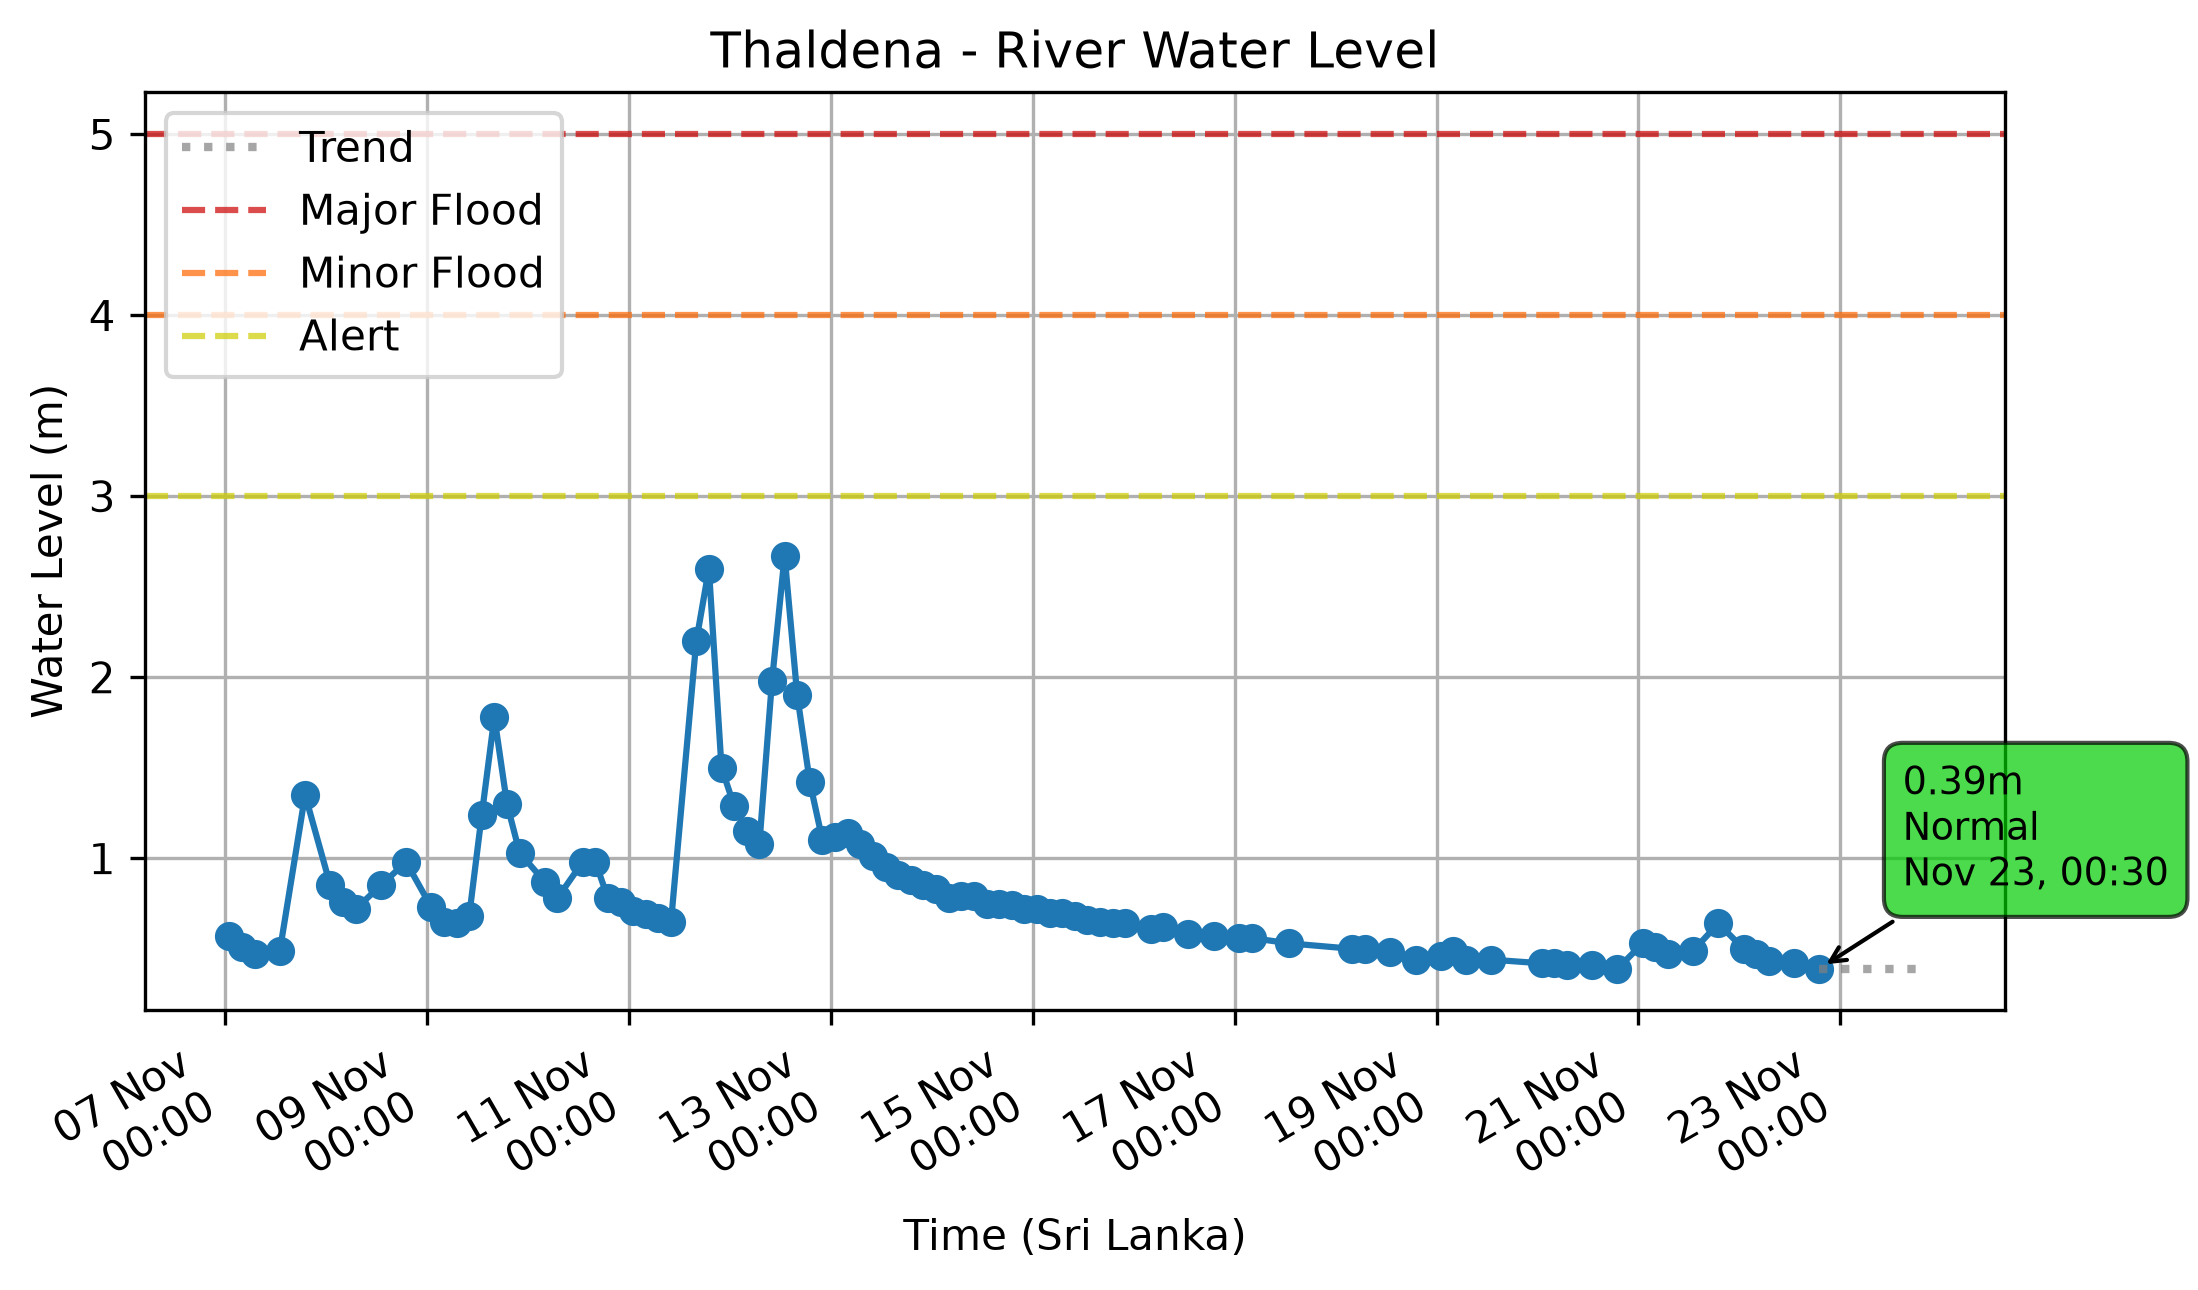 Thaldena - River Water Level
Trend
Major Flood
Minor Flood
Alert
Water Level (m)
5
4
3
2
1
0.39m
Normal
Nov 23, 00:30
07 Nov
00:00
09 Nov
00:00
11 Nov
00:00
13 Nov
00:00
15 Nov
00:00
17 Nov
00:00
19 Nov
00:00
21 Nov
00:00
23 Nov
00:00
Time (Sri Lanka)